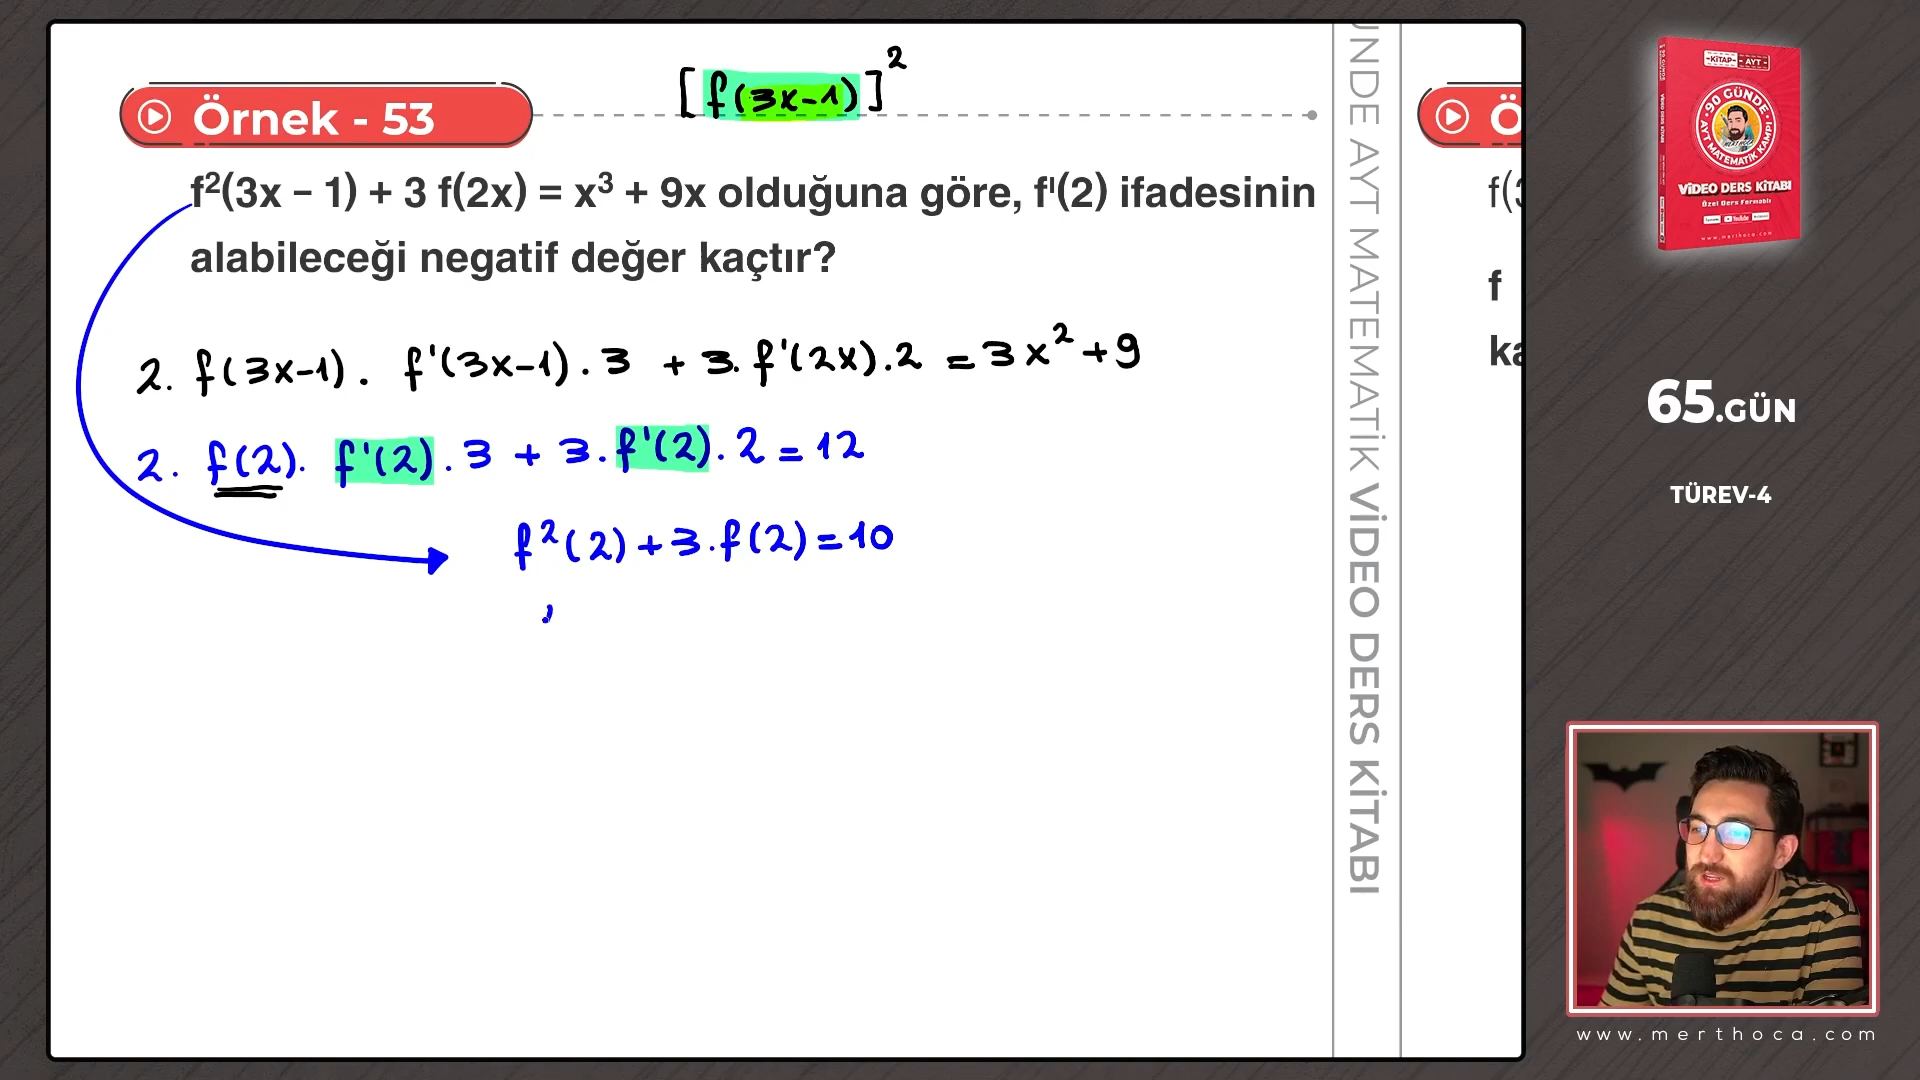 [f(3x-1)]²
Örnek - 53
f²(3x – 1) + 3 f(2x) = x³ + 9x olduğuna göre, f'(2) ifadesinin
alabileceği negatif değer kaçtır?
2. f(3x-1) . f'(3x-1) . 3 + 3. f'(2x) . 2 = 3x² + 9
2. f(2). f'(2) . 3 + 3 . f'(2) . 2 = 12
f²(2) + 3.f(2) = 10
ÜNDE AYT MATEMATİK VİDEO DERS KİTABI
Ö
f(3
f
ka
-KİTAP- -AYT-
90 GÜNDE
AYT MATEMATİK KAMPI
VİDEO DERS KİTABI
Özel Ders Formatlı
www.merthoca.com
65.GÜN
TÜREV-4
www.merthoca.com